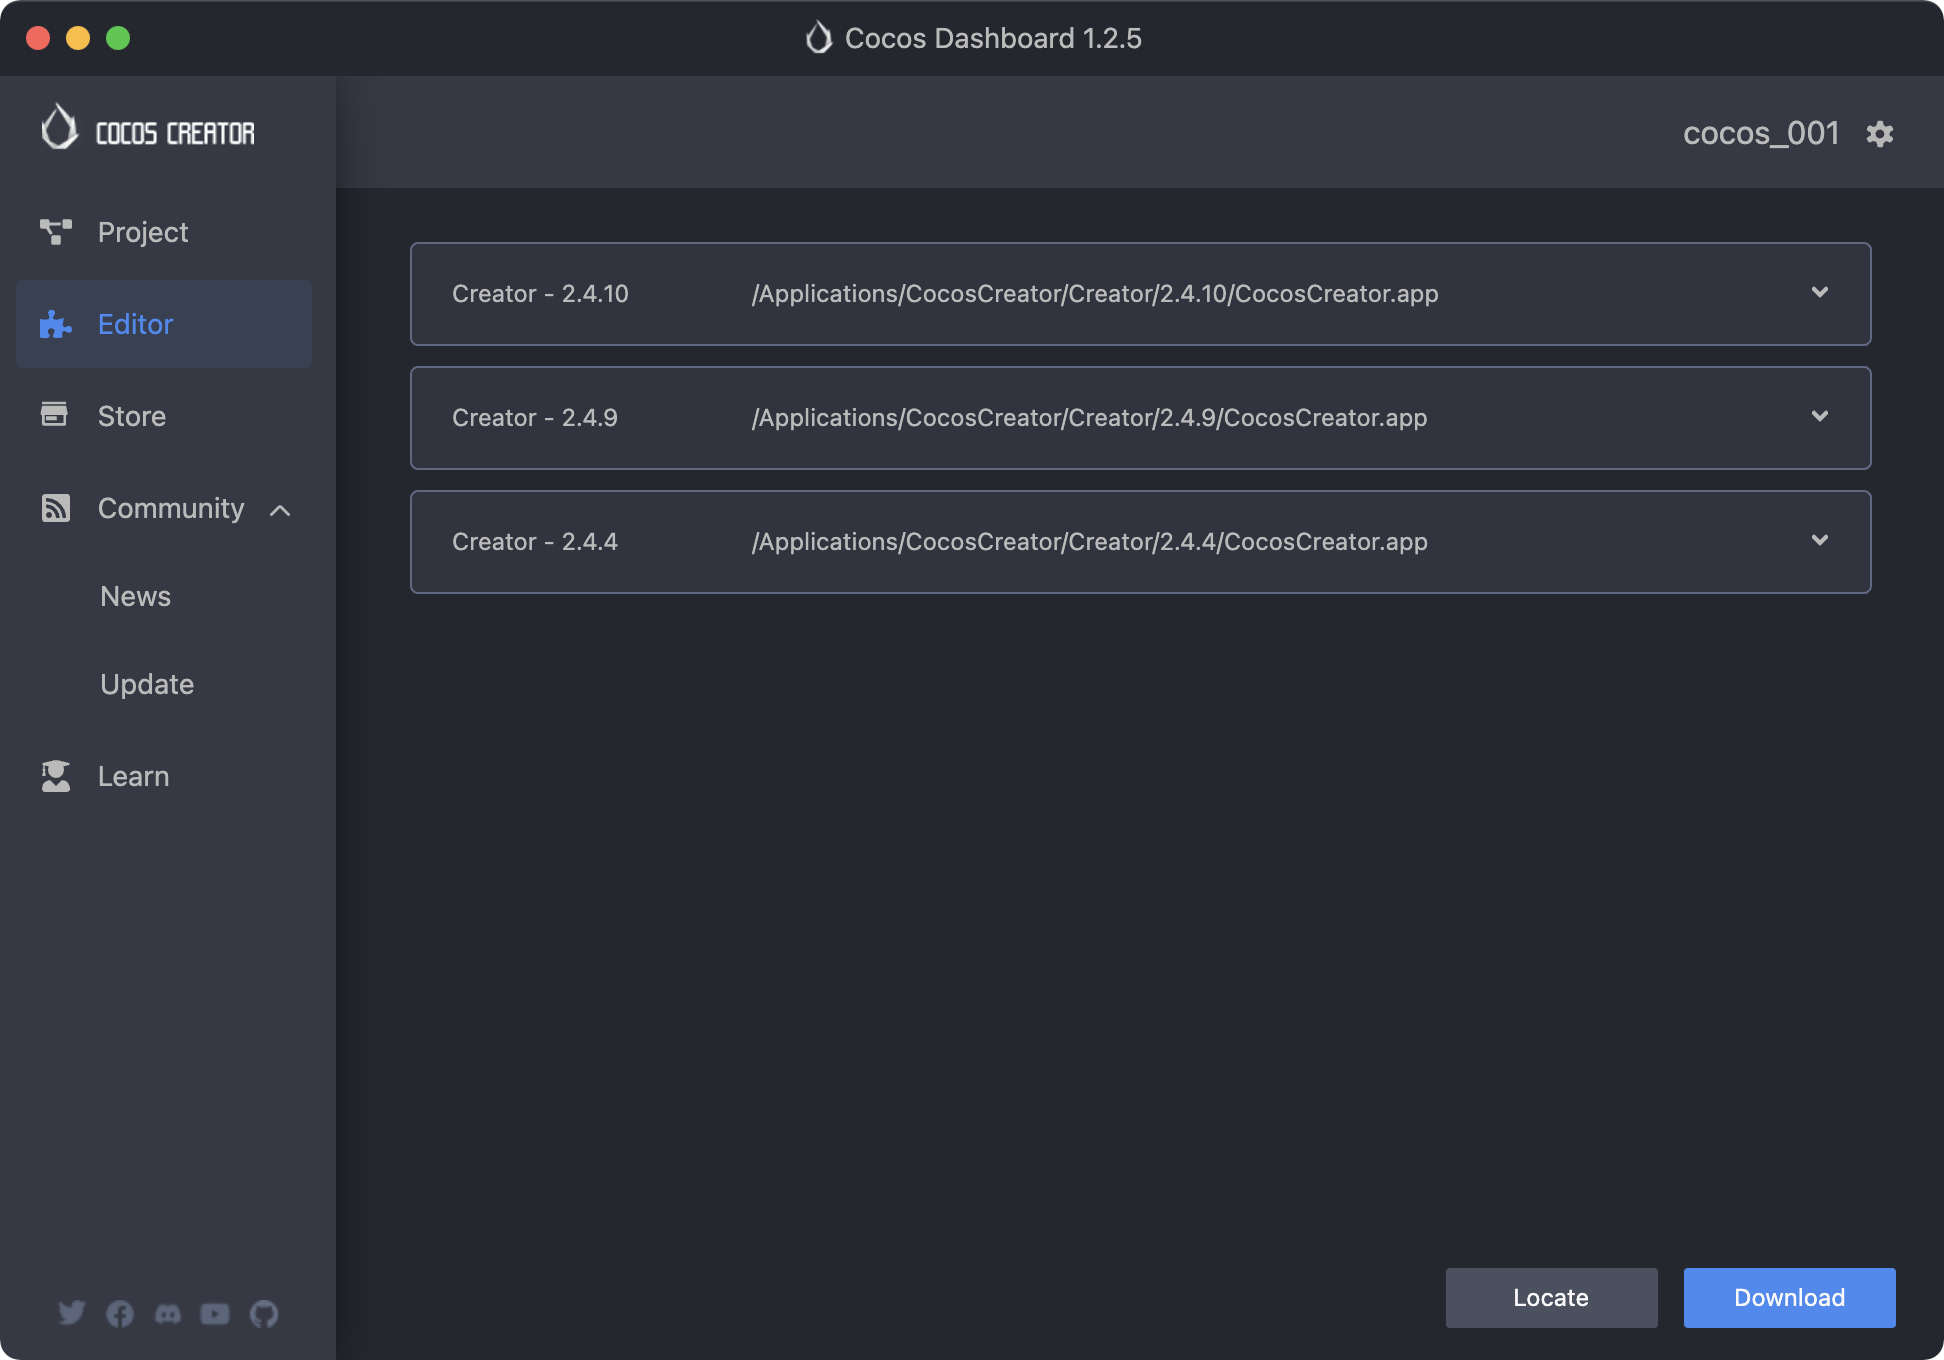 Cocos Dashboard 1.2.5
COCOS CREATOR
cocos_001
Project
Editor
Store
Community
News
Update
Learn
Creator - 2.4.10 /Applications/CocosCreator/Creator/2.4.10/CocosCreator.app
Creator - 2.4.9 /Applications/CocosCreator/Creator/2.4.9/CocosCreator.app
Creator - 2.4.4 /Applications/CocosCreator/Creator/2.4.4/CocosCreator.app
Locate
Download